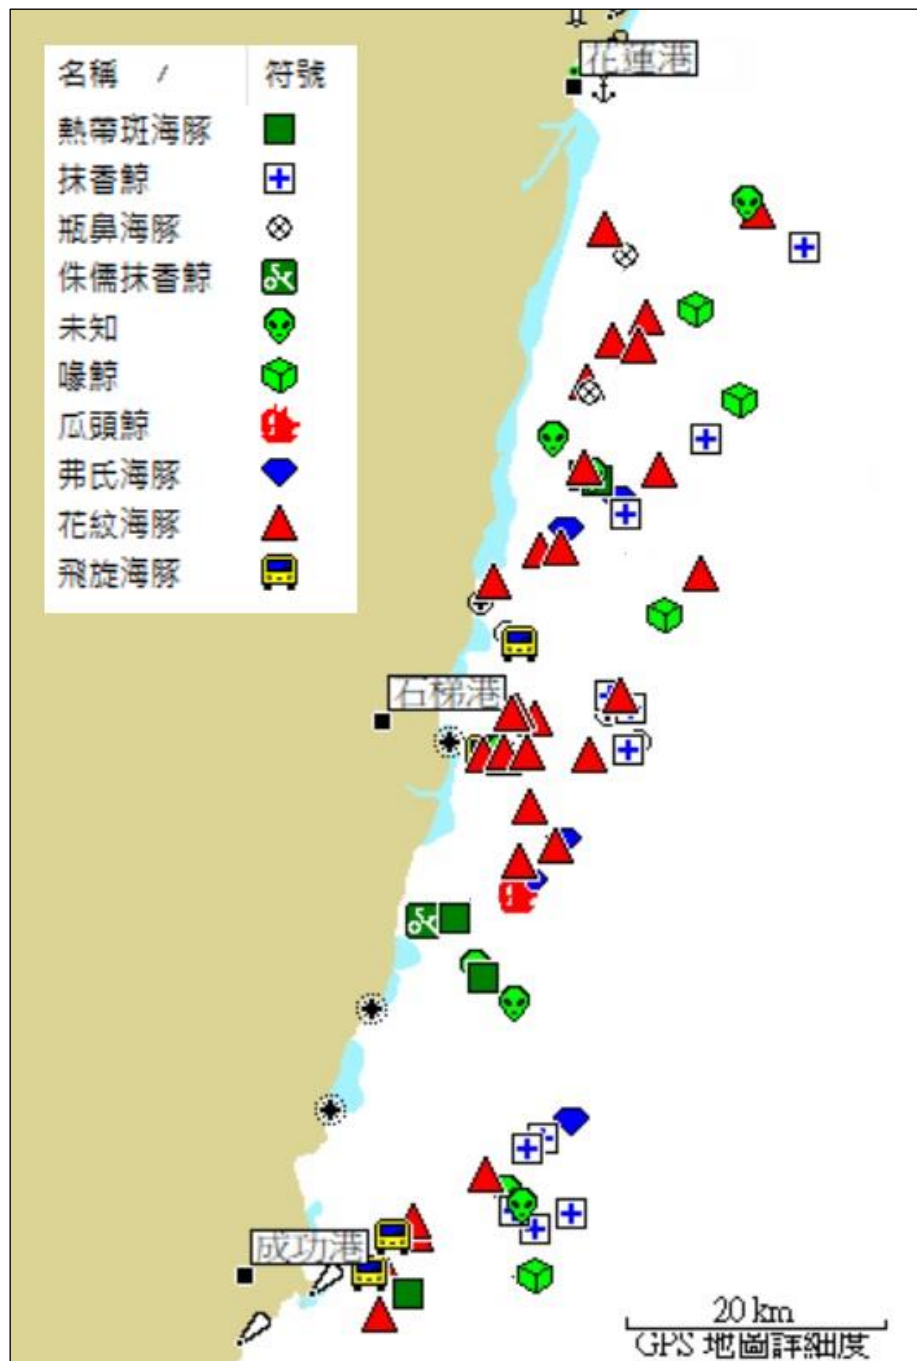 花蓮港
名稱 / 符號
熱帶斑海豚
抹香鯨
瓶鼻海豚
侏儒抹香鯨
未知
喙鯨
瓜頭鯨
弗氏海豚
花紋海豚
飛旋海豚
石梯港
成功港
20 km
GPS 地圖詳細度